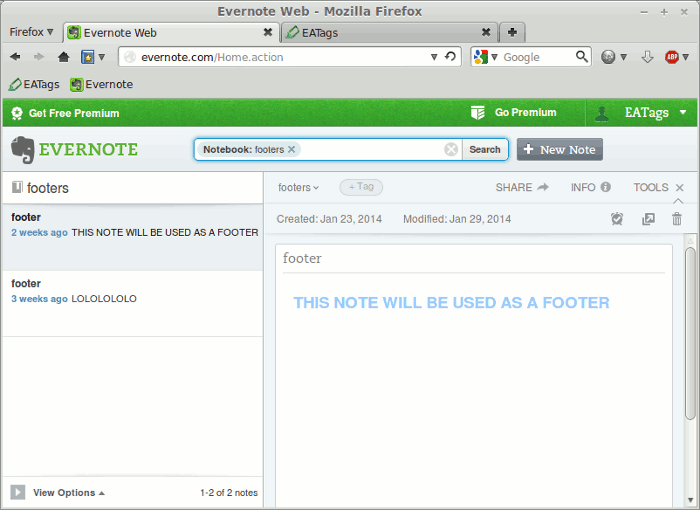 Evernote Web - Mozilla Firefox
Firefox Evernote Web EATags
evernote.com/Home.action Google ABP
EATags Evernote
Get Free Premium Go Premium EATags
EVERNOTE Notebook: footers Search + New Note
footers
footers + Tag SHARE INFO TOOLS
Created: Jan 23, 2014 Modified: Jan 29, 2014
footer
2 weeks ago THIS NOTE WILL BE USED AS A FOOTER
footer
3 weeks ago LOLOLOLOLO
footer
THIS NOTE WILL BE USED AS A FOOTER
View Options 1-2 of 2 notes